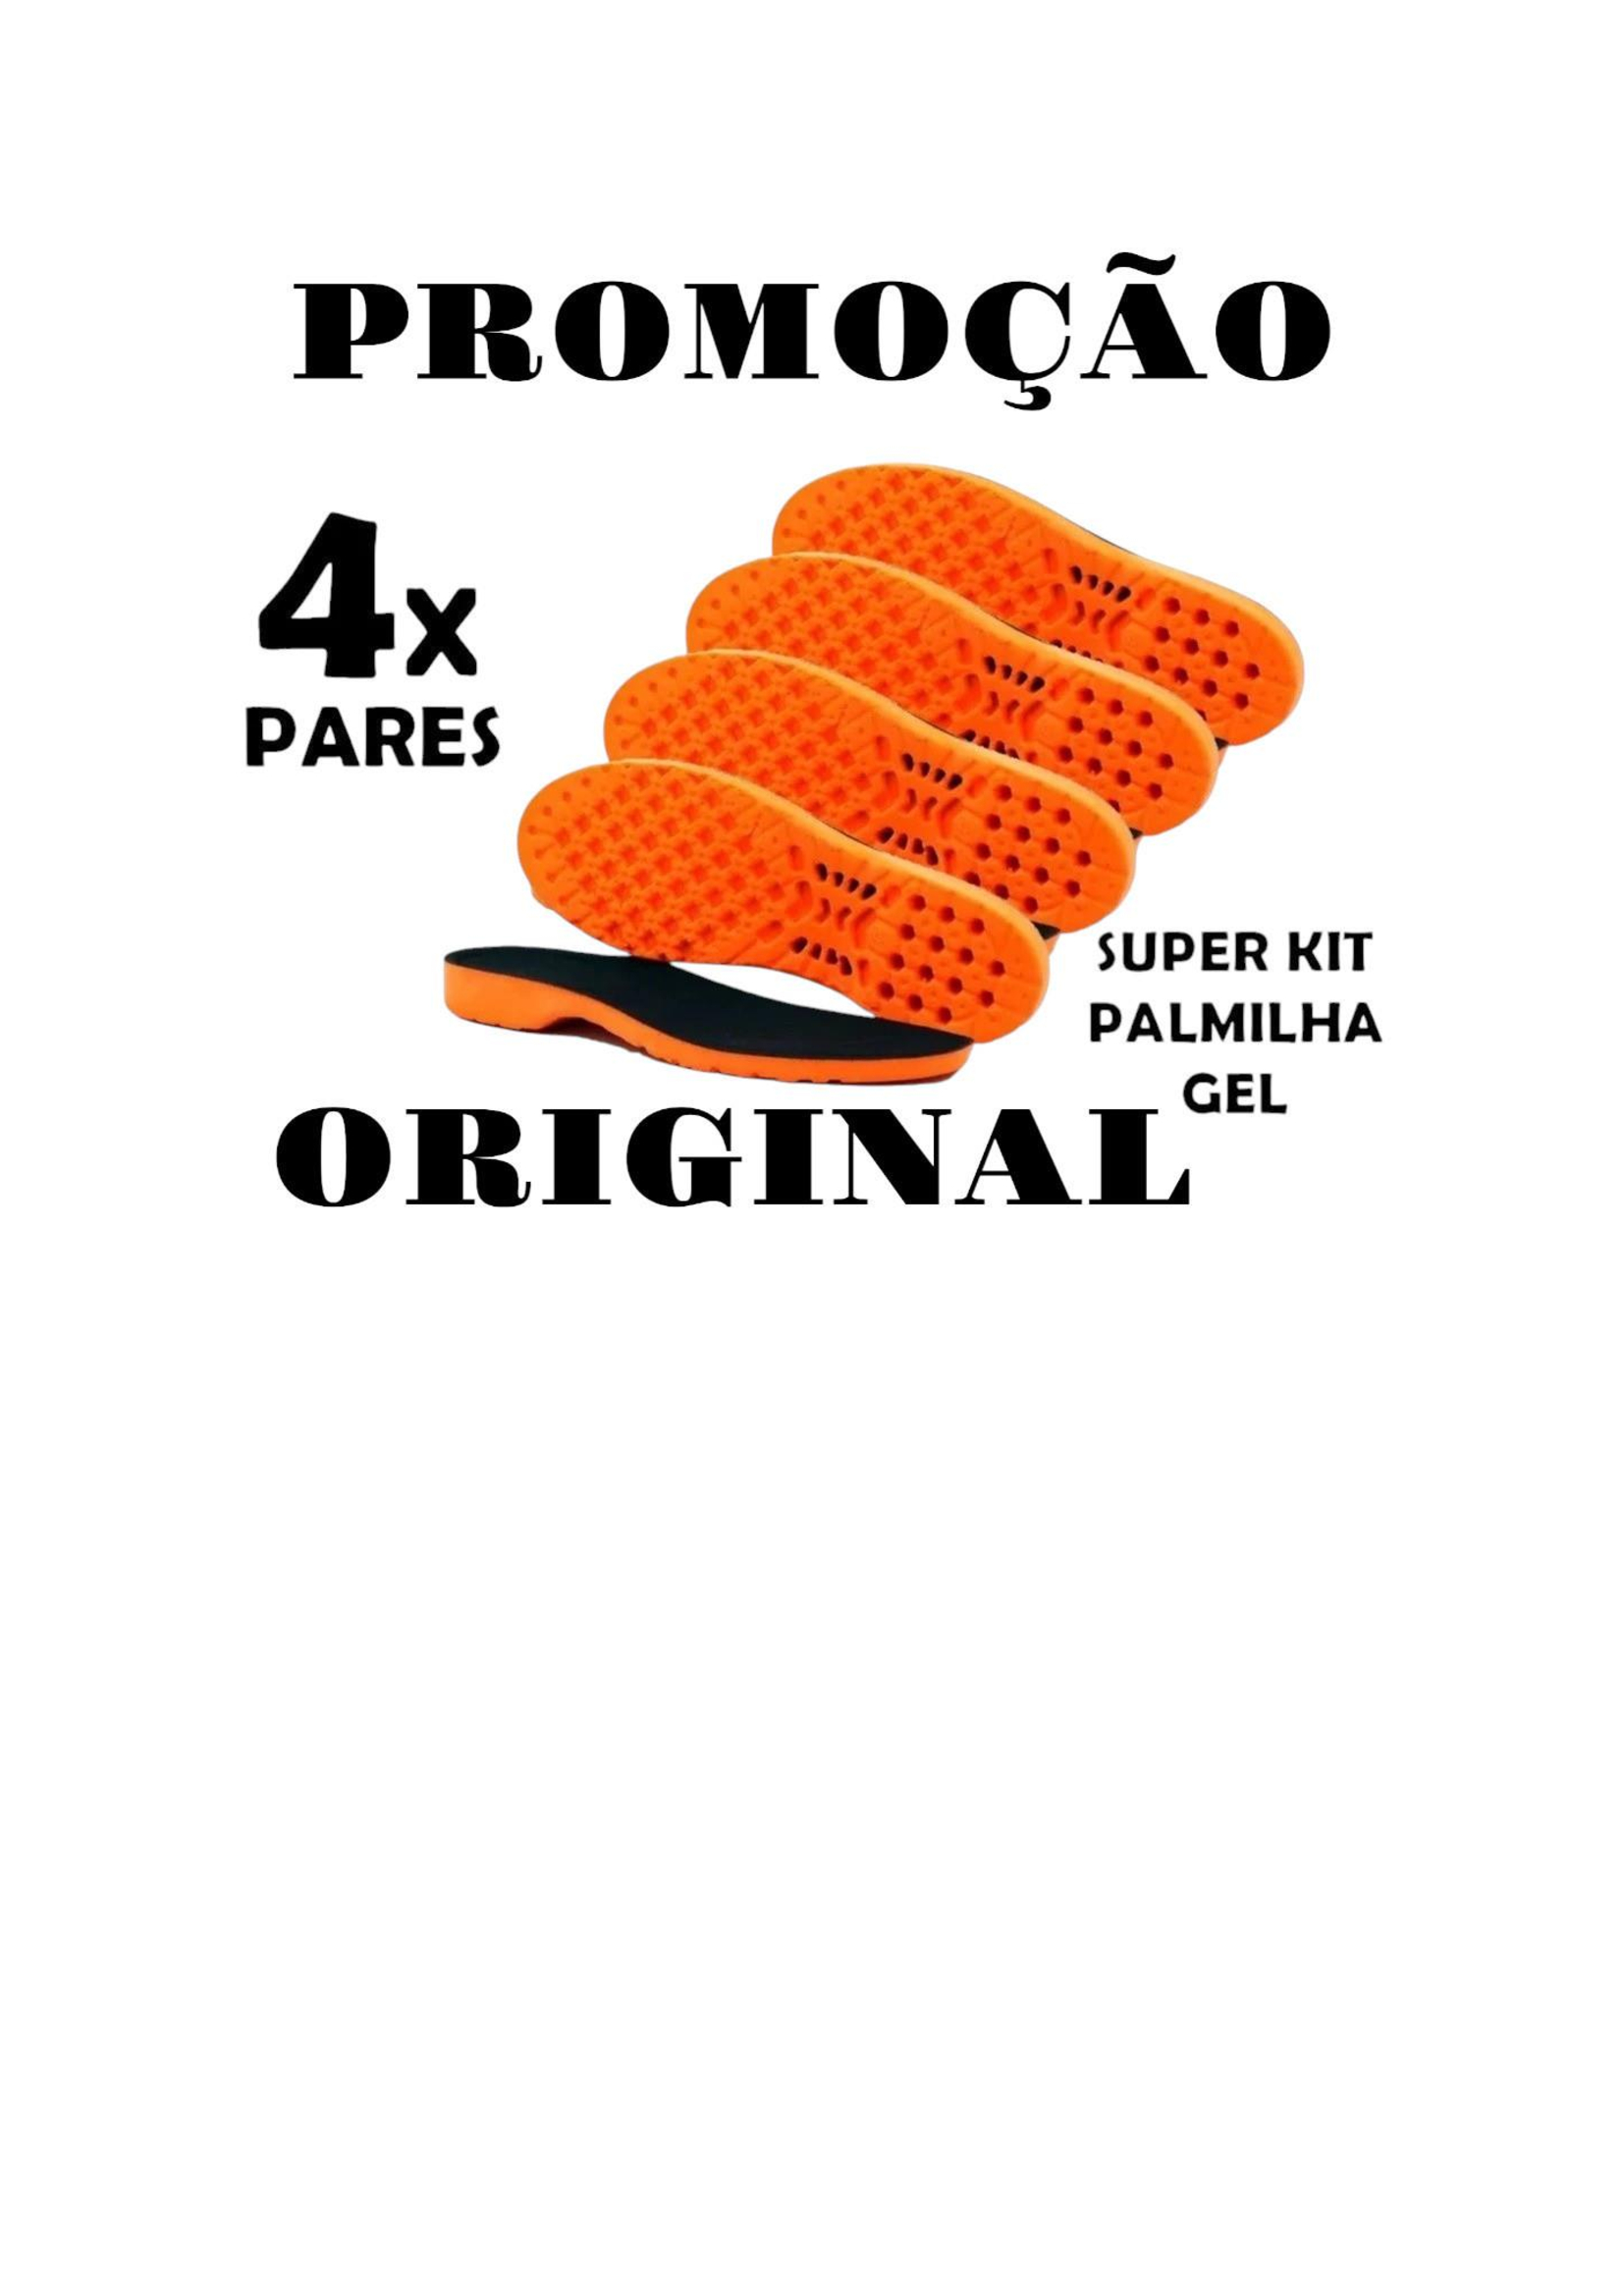 PROMOÇÃO
4x
PARES
SUPER KIT
PALMILHA
GEL
ORIGINAL